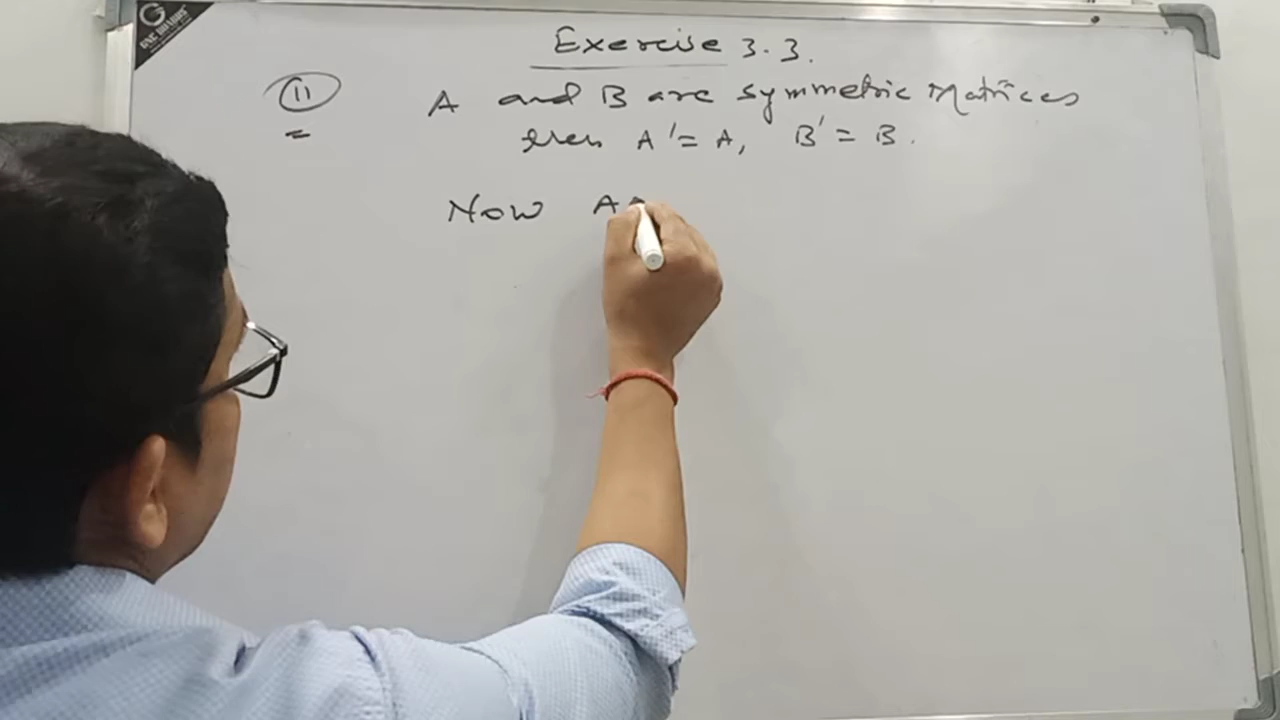 Exercise 3.3.
11
A and B are symmetric Matrices
then A' = A, B' = B.
Now A